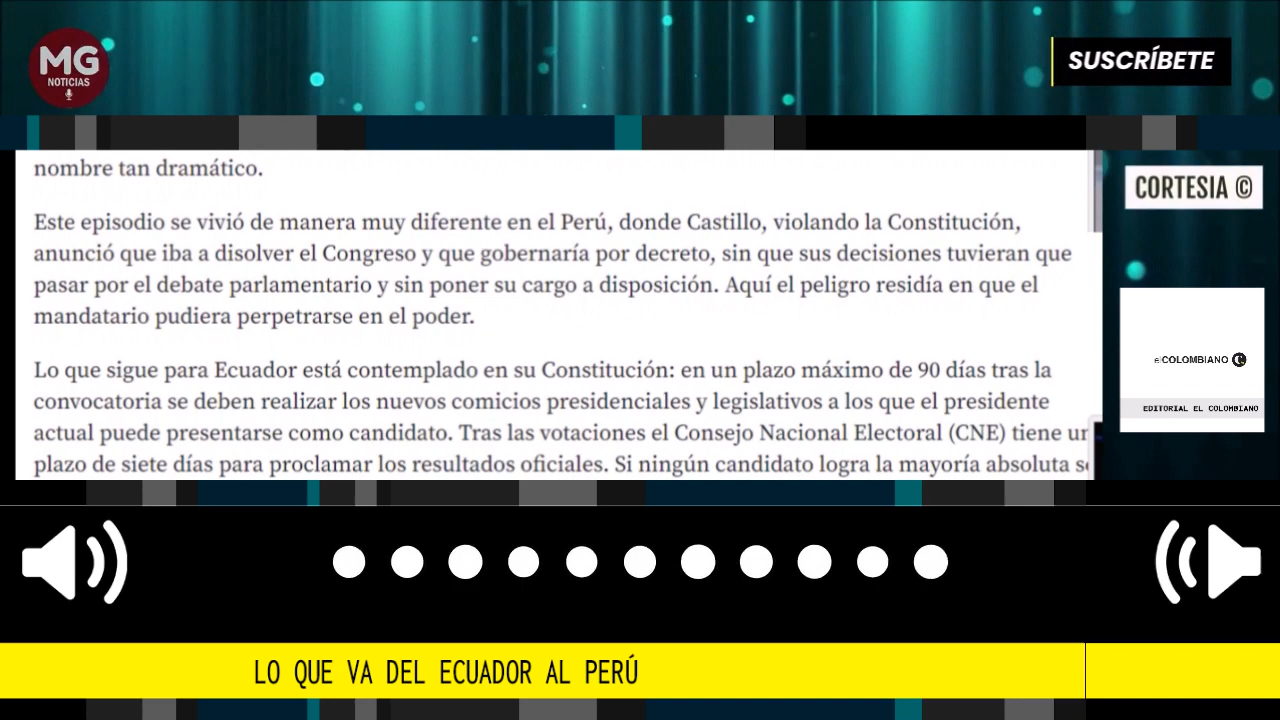 MG
NOTICIAS
SUSCRÍBETE
nombre tan dramático.
Este episodio se vivió de manera muy diferente en el Perú, donde Castillo, violando la Constitución,
anunció que iba a disolver el Congreso y que gobernaría por decreto, sin que sus decisiones tuvieran que
pasar por el debate parlamentario y sin poner su cargo a disposición. Aquí el peligro residía en que el
mandatario pudiera perpetrarse en el poder.
Lo que sigue para Ecuador está contemplado en su Constitución: en un plazo máximo de 90 días tras la
convocatoria se deben realizar los nuevos comicios presidenciales y legislativos a los que el presidente
actual puede presentarse como candidato. Tras las votaciones el Consejo Nacional Electoral (CNE) tiene un
plazo de siete días para proclamar los resultados oficiales. Si ningún candidato logra la mayoría absoluta
CORTESIA ©
elCOLOMBIANO
EDITORIAL EL COLOMBIANO
LO QUE VA DEL ECUADOR AL PERÚ